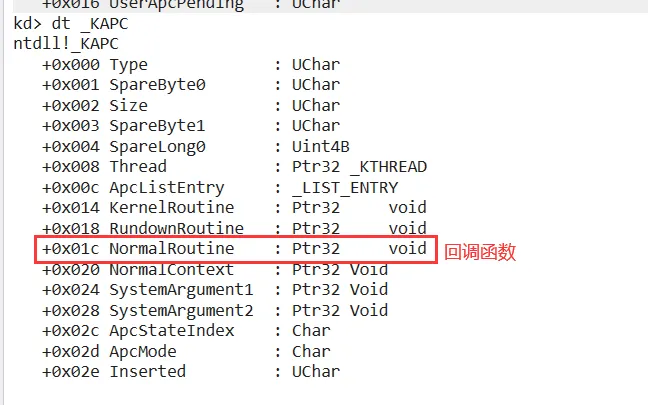 +0x016 UserApcPending   : UChar
kd> dt _KAPC
ntdll!_KAPC
   +0x000 Type             : UChar
   +0x001 SpareByte0       : UChar
   +0x002 Size             : UChar
   +0x003 SpareByte1       : UChar
   +0x004 SpareLong0       : Uint4B
   +0x008 Thread           : Ptr32 _KTHREAD
   +0x00c ApcListEntry     : _LIST_ENTRY
   +0x014 KernelRoutine    : Ptr32     void
   +0x018 RundownRoutine   : Ptr32     void
   +0x01c NormalRoutine    : Ptr32     void 回调函数
   +0x020 NormalContext    : Ptr32 Void
   +0x024 SystemArgument1  : Ptr32 Void
   +0x028 SystemArgument2  : Ptr32 Void
   +0x02c ApcStateIndex    : Char
   +0x02d ApcMode          : Char
   +0x02e Inserted         : UChar